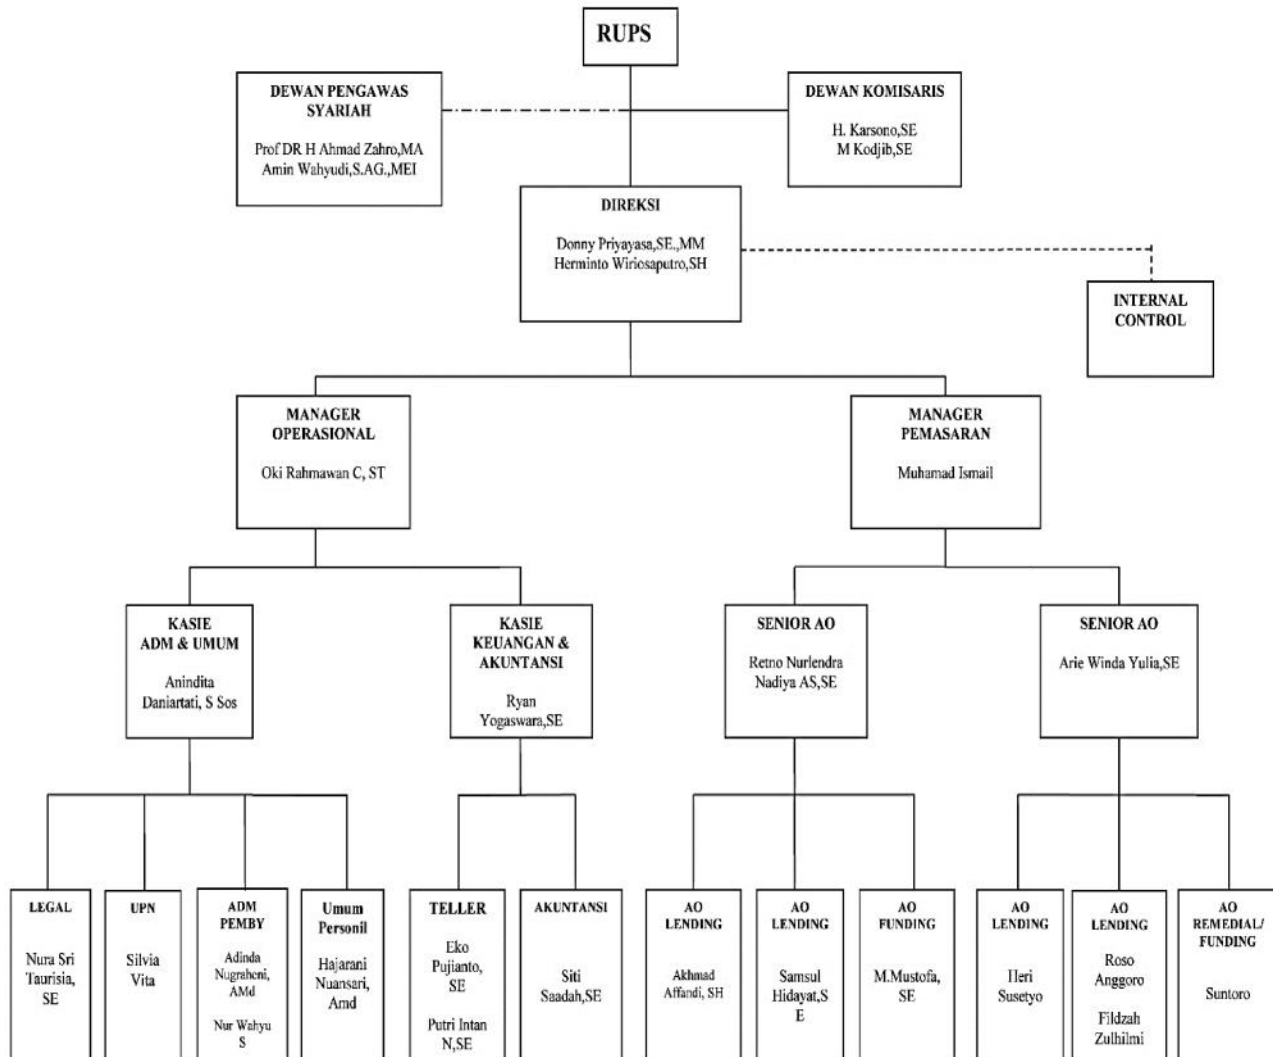 RUPS
DEWAN PENGAWAS
SYARIAH
Prof DR H Ahmad Zahro,MA
Amin Wahyudi,S.AG.,MEI
DEWAN KOMISARIS
H. Karsono,SE
M Kodjib,SE
DIREKSI
Donny Priyayasa,SE.,MM
Herminto Wiriosaputro,SH
INTERNAL
CONTROL
MANAGER
OPERASIONAL
Oki Rahmawan C, ST
MANAGER
PEMASARAN
Muhamad Ismail
KASIE
ADM & UMUM
Anindita
Daniartati, S Sos
KASIE
KEUANGAN &
AKUNTANSI
Ryan
Yogaswara,SE
SENIOR AO
Retno Nurlendra
Nadiya AS,SE
SENIOR AO
Arie Winda Yulia,SE
LEGAL
Nura Sri
Taurisia,
SE
UPN
Silvia
Vita
ADM
PEMBY
Adinda
Nugraheni,
AMd
Nur Wahyu
S
Umum
Personil
Hajarani
Nuansari,
Amd
TELLER
Eko
Pujianto,
SE
Putri Intan
N,SE
AKUNTANSI
Siti
Saadah,SE
AO
LENDING
Akhmad
Affandi, SH
AO
LENDING
Samsul
Hidayat,S
E
AO
FUNDING
M.Mustofa,
SE
AO
LENDING
Heri
Susetyo
AO
LENDING
Roso
Anggoro
Fildzah
Zulhilmi
AO
REMEDIAL/
FUNDING
Suntoro